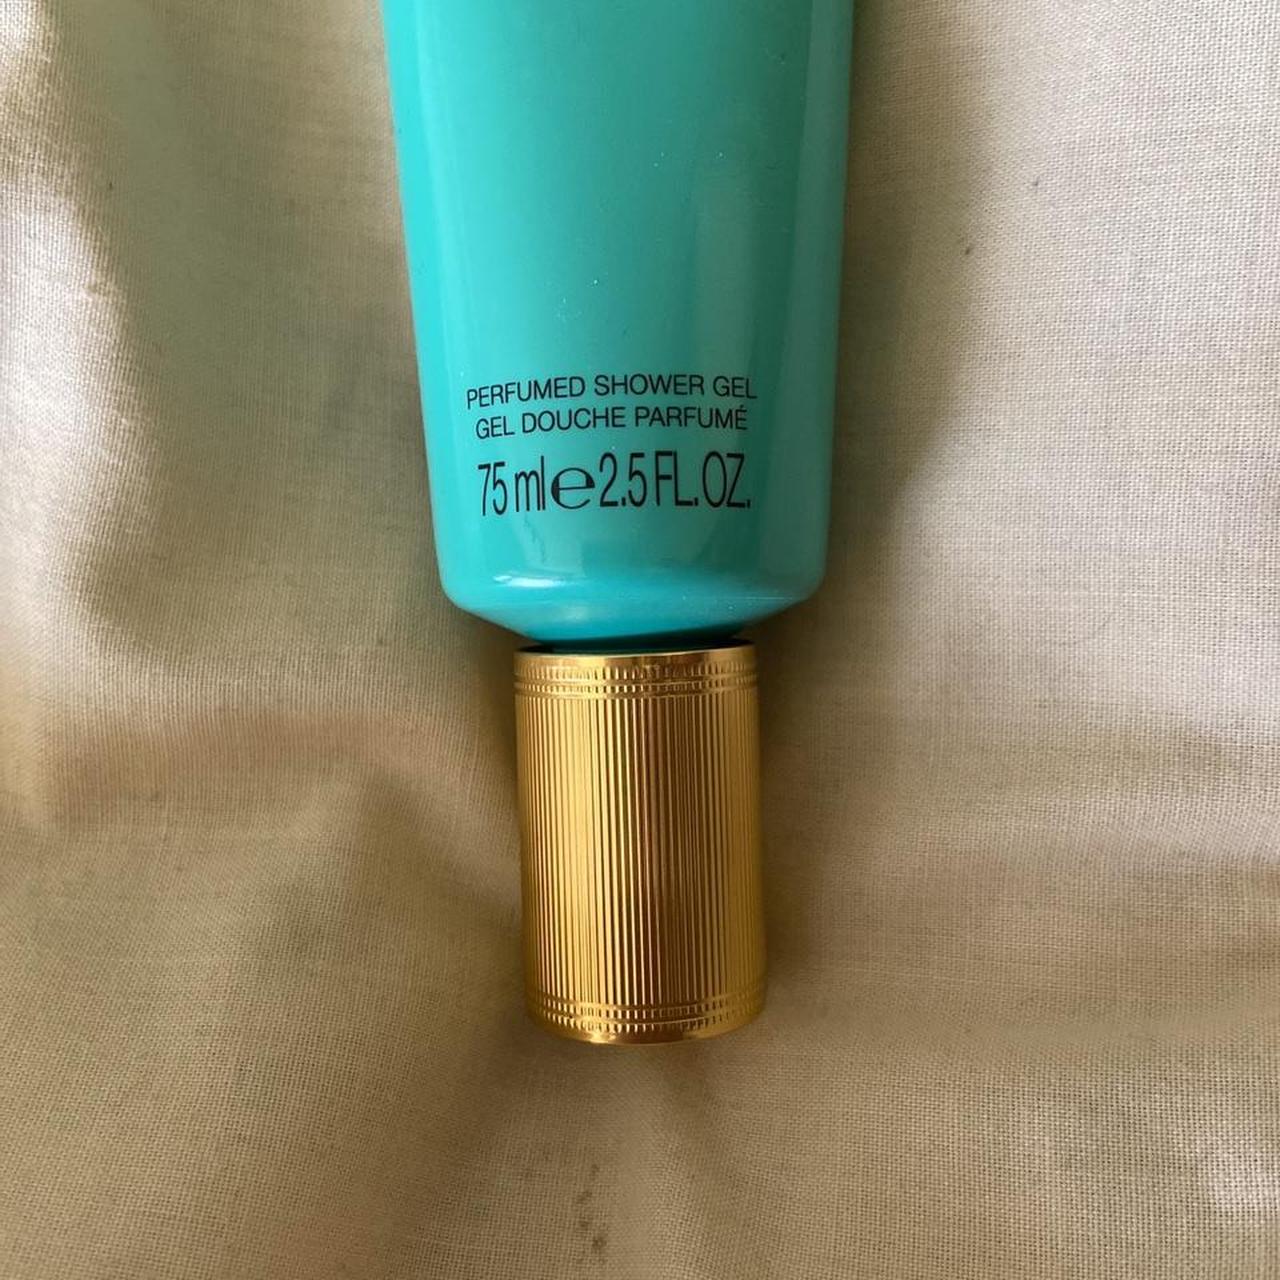 PERFUMED SHOWER GEL
GEL DOUCHE PARFUMÉ
75 ml e 2.5 FL. OZ.